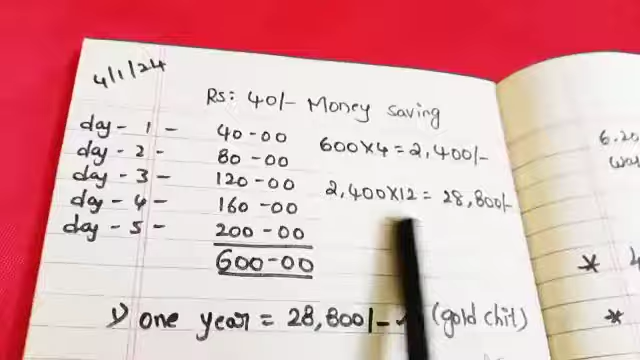 4/1/24
Rs: 40/- Money Saving
day - 1 - 40-00
day - 2 - 80-00
day - 3 - 120-00
day - 4 - 160-00
day - 5 - 200-00
600-00
600x4 = 2,400/-
2,400x12 = 28,800/-
one year = 28,800/- (gold chit)
6.20